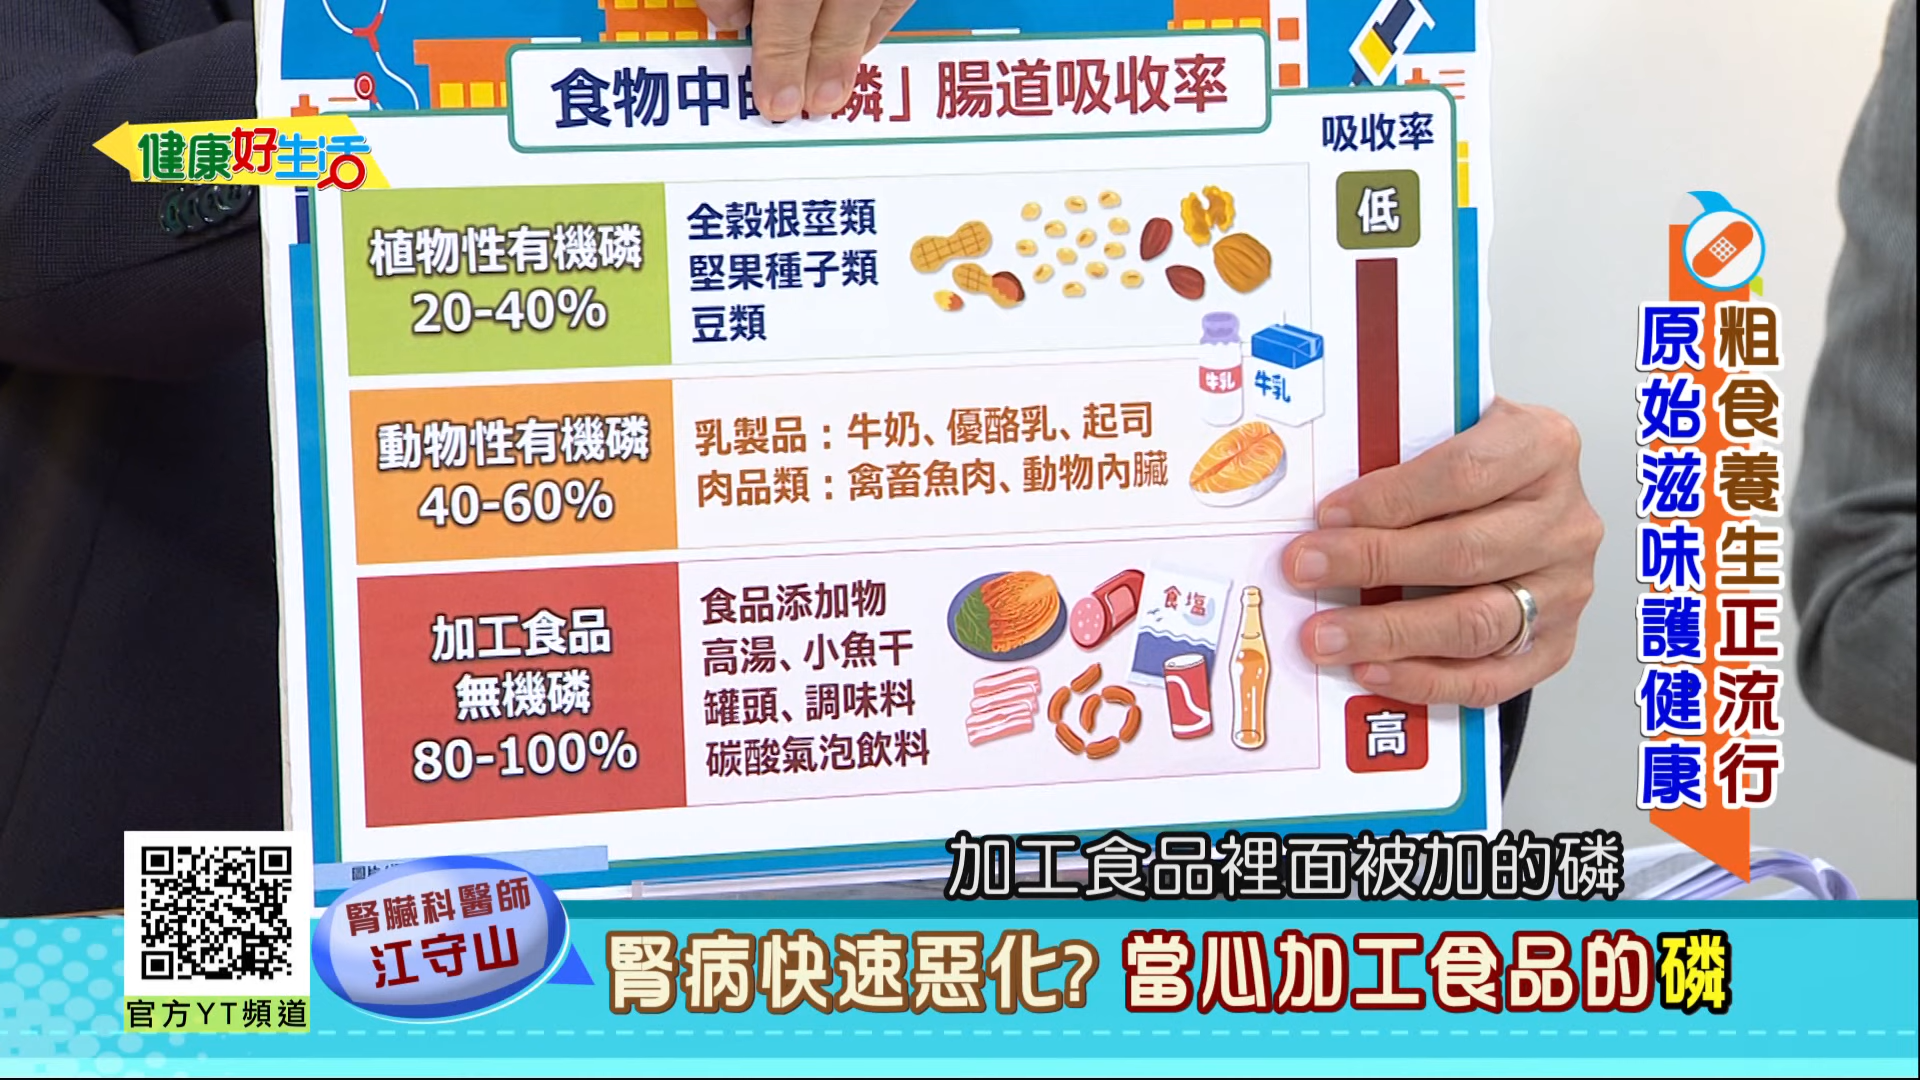 食物中的「磷」腸道吸收率
吸收率
健康好生活
植物性有機磷
20-40%
全穀根莖類
堅果種子類
豆類
低
動物性有機磷
40-60%
乳製品：牛奶、優酪乳、起司
肉品類：禽畜魚肉、動物內臟
牛乳
牛乳
加工食品
無機磷
80-100%
食品添加物
高湯、小魚干
罐頭、調味料
碳酸氣泡飲料
食塩
高
粗食養生正流行
原始滋味護健康
加工食品裡面被加的磷
腎臟科醫師
江守山
腎病快速惡化? 當心加工食品的磷
官方YT頻道